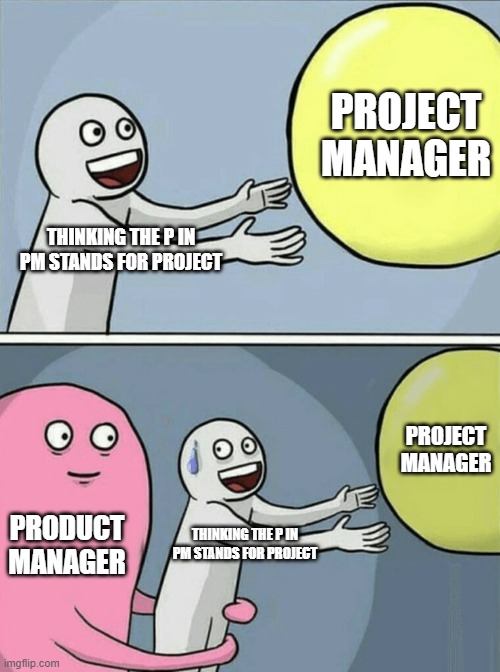 PROJECT
MANAGER
THINKING THE P IN
PM STANDS FOR PROJECT
PROJECT
MANAGER
PRODUCT
MANAGER
THINKING THE P IN
PM STANDS FOR PROJECT
imgflip.com